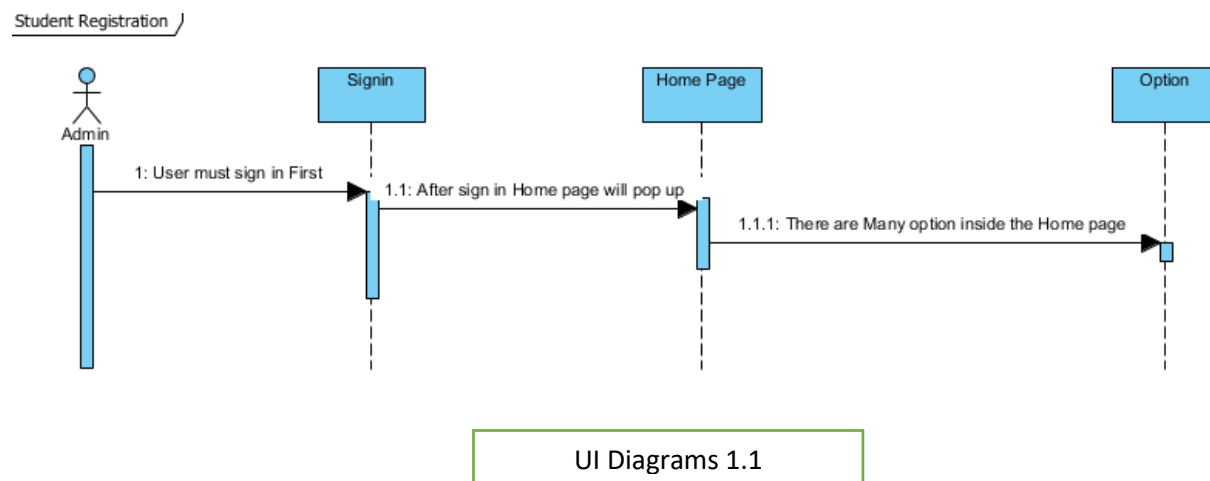 Student Registration
Signin
Home Page
Option
Admin
1: User must sign in First
1.1: After sign in Home page will pop up
1.1.1: There are Many option inside the Home page
UI Diagrams 1.1